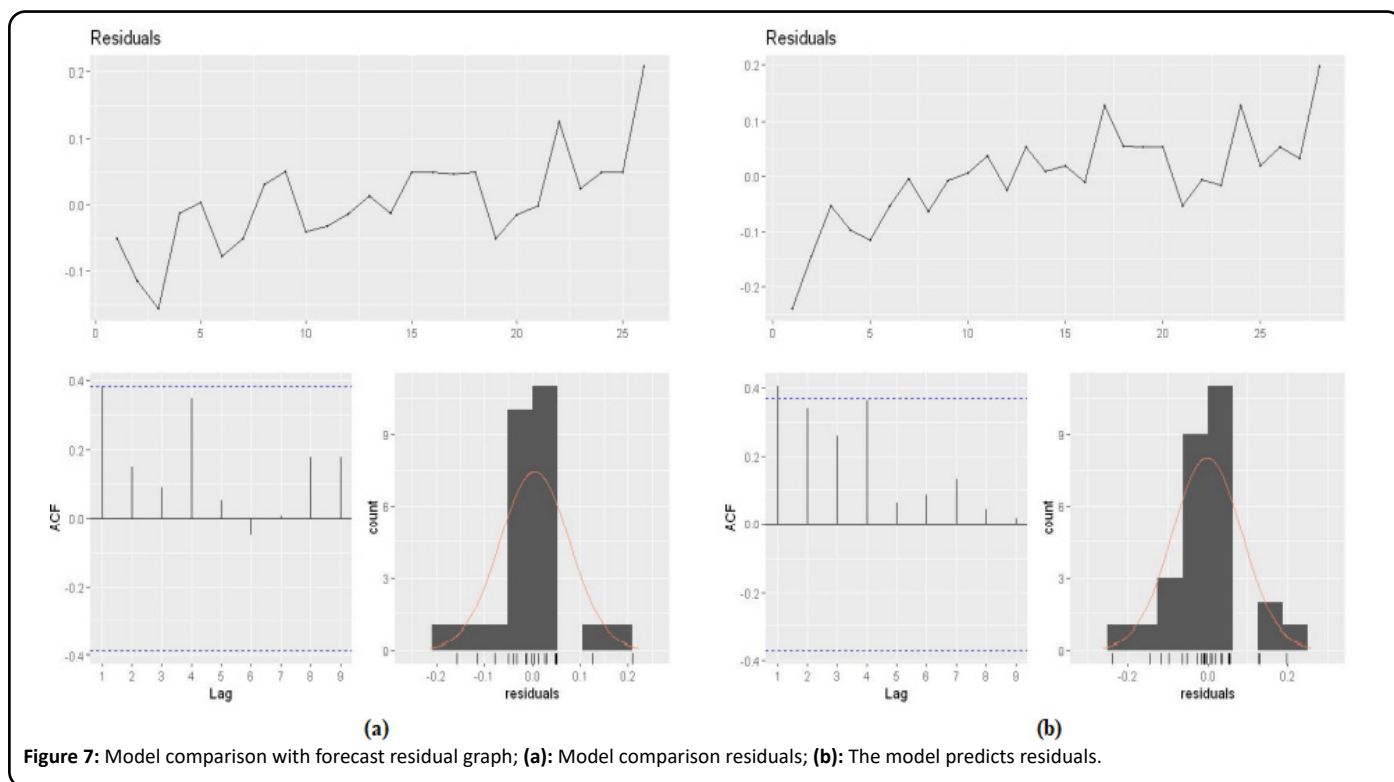 Residuals
0.2
0.1
0.0
-0.1
0 5 10 15 20 25
0.4
0.2
0.0
-0.2
-0.4
ACF
1 2 3 4 5 6 7 8 9
Lag
9
6
3
0
count
-0.2 -0.1 0.0 0.1 0.2
residuals
(a)
Residuals
0.2
0.1
0.0
-0.1
-0.2
0 5 10 15 20 25
0.4
0.2
0.0
-0.2
-0.4
ACF
1 2 3 4 5 6 7 8 9
Lag
9
6
3
0
count
-0.2 0.0 0.2
residuals
(b)
Figure 7: Model comparison with forecast residual graph; (a): Model comparison residuals; (b): The model predicts residuals.